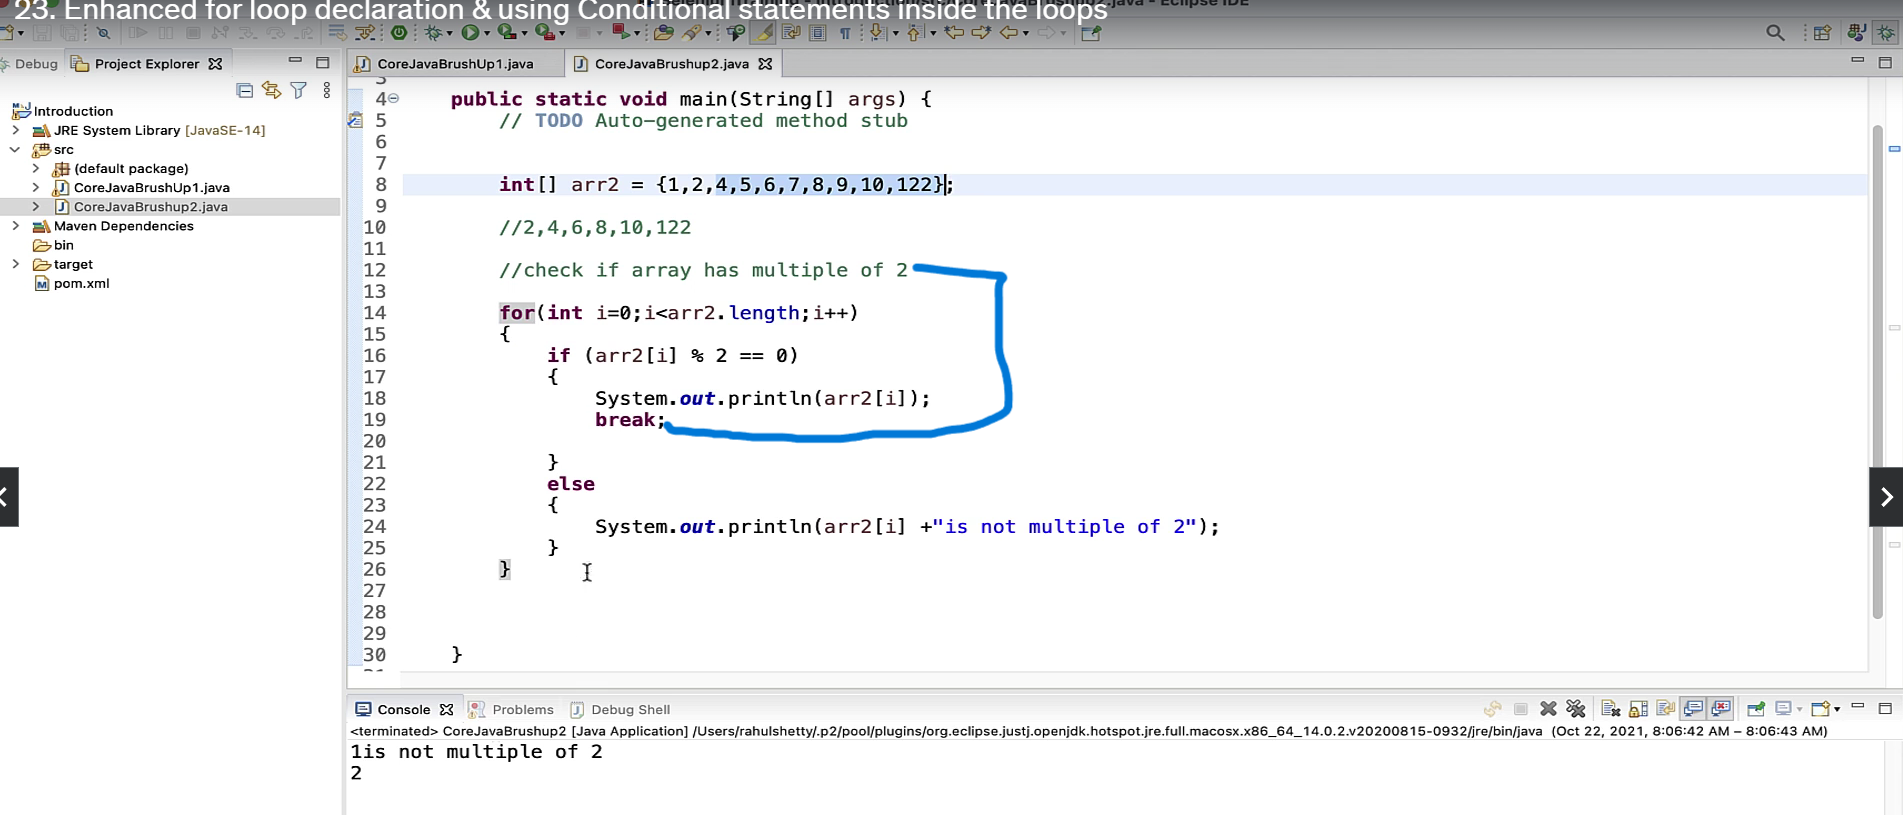 23. Enhanced for loop declaration & using Conditional statements inside the loops
Debug
Project Explorer
CoreJavaBrushUp1.java
CoreJavaBrushup2.java
Introduction
JRE System Library [JavaSE-14]
src
(default package)
CoreJavaBrushUp1.java
CoreJavaBrushup2.java
Maven Dependencies
bin
target
pom.xml
4 public static void main(String[] args) {
5 // TODO Auto-generated method stub
6
7
8 int[] arr2 = {1,2,4,5,6,7,8,9,10,122};
9
10 //2,4,6,8,10,122
11
12 //check if array has multiple of 2
13
14 for(int i=0;i<arr2.length;i++)
15 {
16 if (arr2[i] % 2 == 0)
17 {
18 System.out.println(arr2[i]);
19 break;
20
21 }
22 else
23 {
24 System.out.println(arr2[i] +"is not multiple of 2");
25 }
26 }
27
28
29
30 }
Console
Problems
Debug Shell
<terminated> CoreJavaBrushup2 [Java Application] /Users/rahulshetty/.p2/pool/plugins/org.eclipse.justj.openjdk.hotspot.jre.full.macosx.x86_64_14.0.2.v20200815-0932/jre/bin/java (Oct 22, 2021, 8:06:42 AM – 8:06:43 AM)
1is not multiple of 2
2